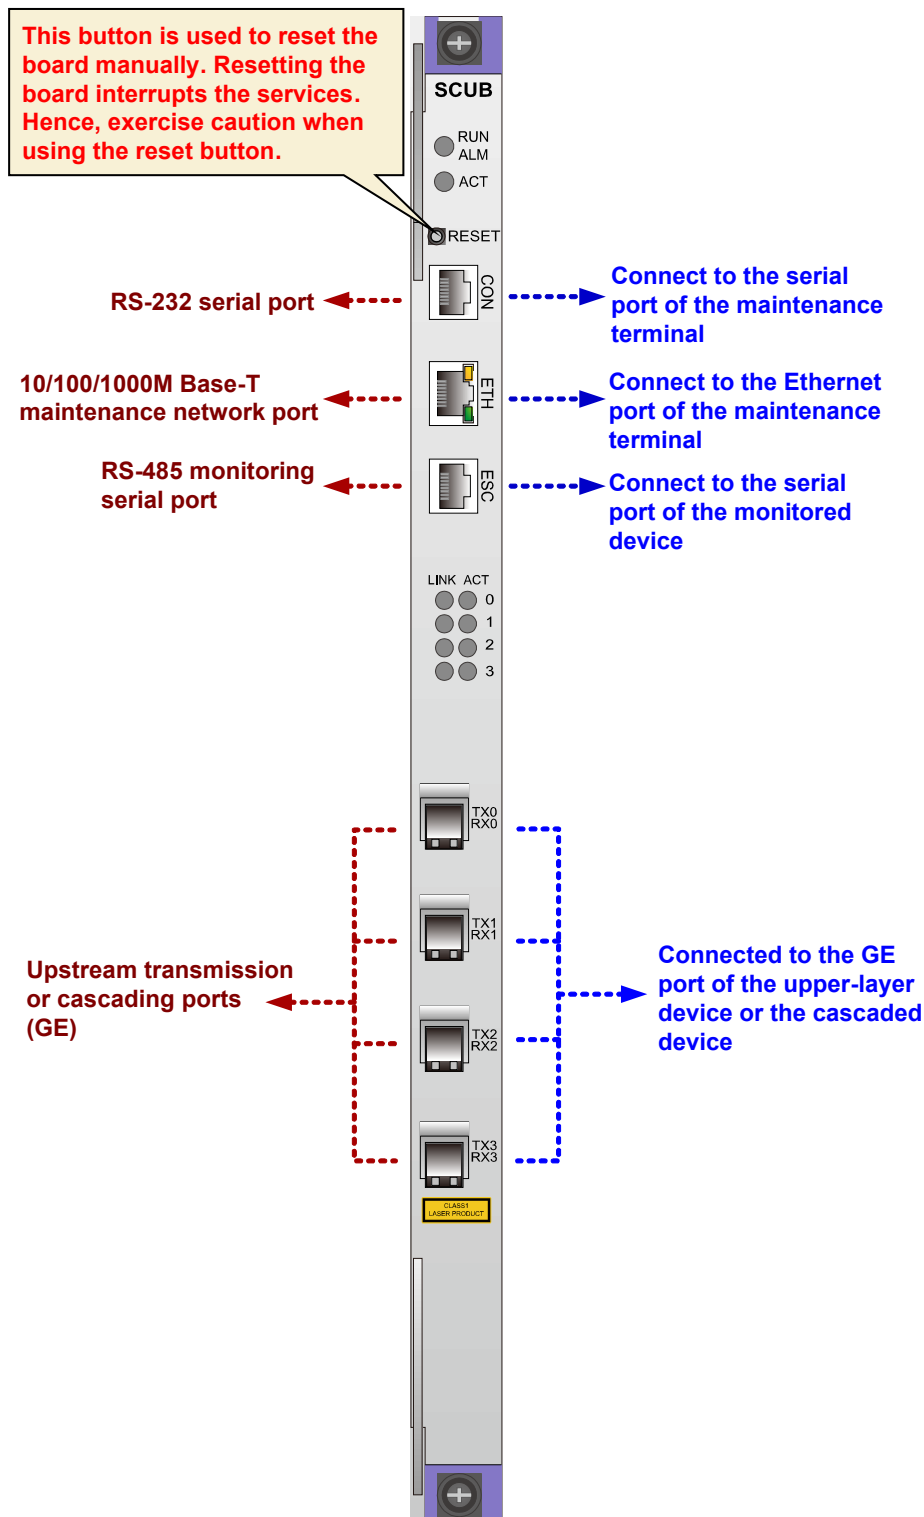 This button is used to reset the
board manually. Resetting the
board interrupts the services.
Hence, exercise caution when
using the reset button.
SCUB
RUN
ALM
ACT
RESET
RS-232 serial port
CON
Connect to the serial
port of the maintenance
terminal
10/100/1000M Base-T
maintenance network port
ETH
Connect to the Ethernet
port of the maintenance
terminal
RS-485 monitoring
serial port
ESC
Connect to the serial
port of the monitored
device
LINK ACT
0
1
2
3
TX0
RX0
TX1
RX1
Upstream transmission
or cascading ports
(GE)
Connected to the GE
port of the upper-layer
device or the cascaded
device
TX2
RX2
TX3
RX3
CLASS1
LASER PRODUCT